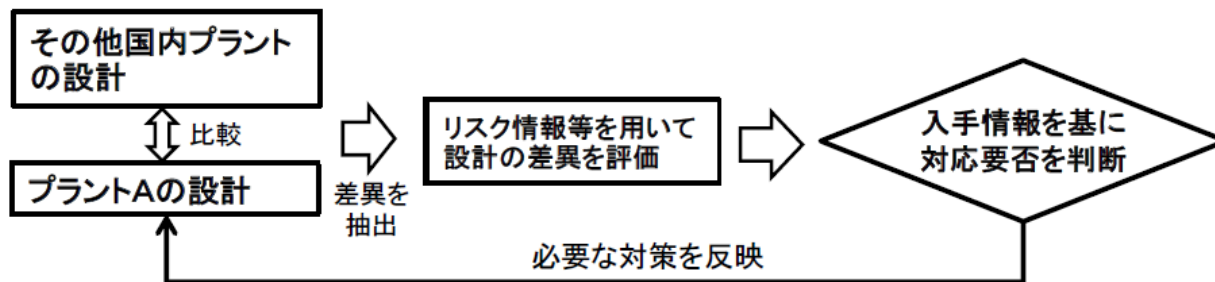 その他国内プラント
の設計
比較
プラントAの設計
差異を
抽出
リスク情報等を用いて
設計の差異を評価
入手情報を基に
対応要否を判断
必要な対策を反映